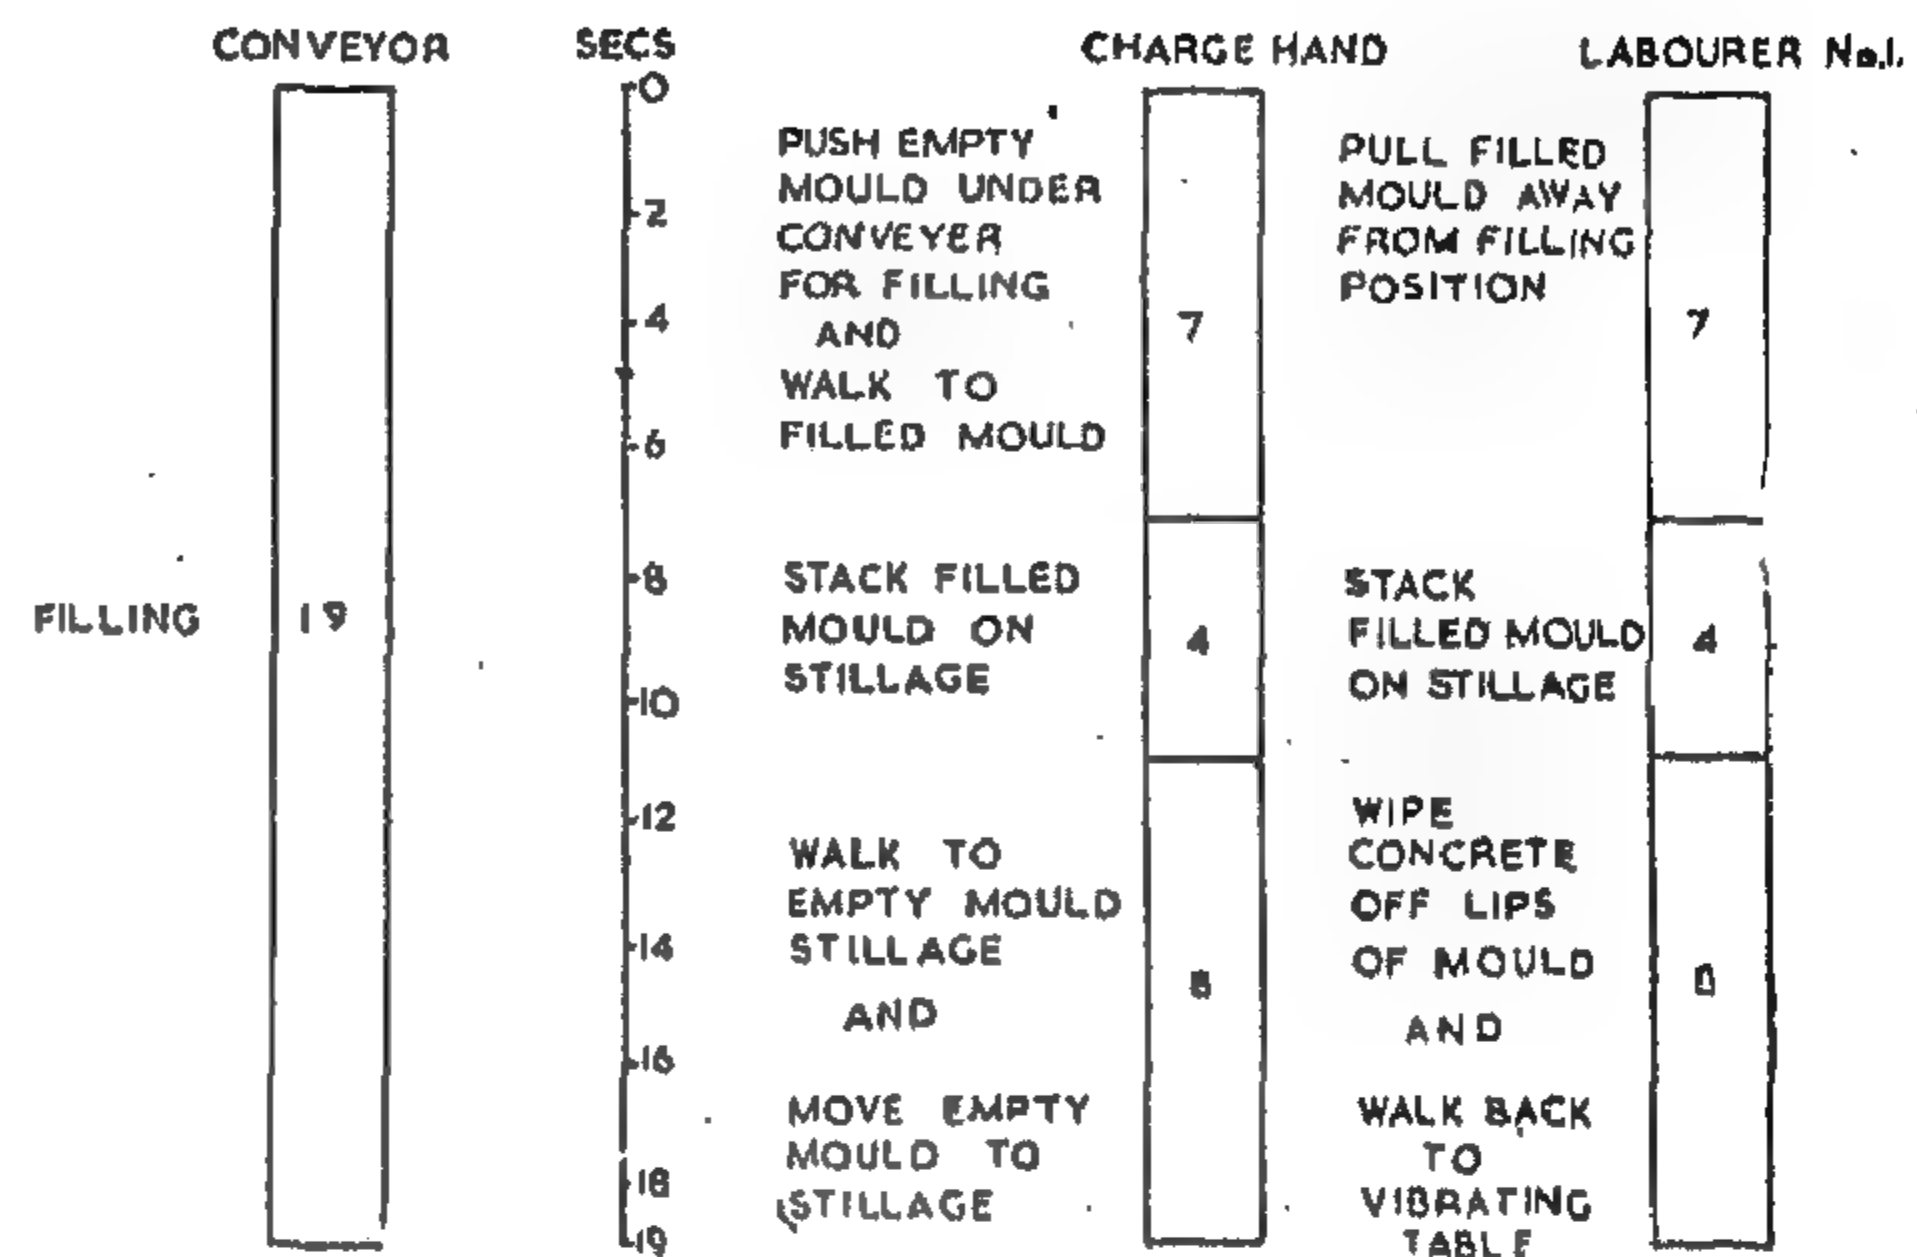 CONVEYOR
SECS
CHARGE HAND
LABOURER No.1.
FILLING
19
0
2
4
6
8
10
12
14
16
18
19
PUSH EMPTY
MOULD UNDER
CONVEYER
FOR FILLING
AND
WALK TO
FILLED MOULD
7
STACK FILLED
MOULD ON
STILLAGE
4
WALK TO
EMPTY MOULD
STILLAGE
AND
MOVE EMPTY
MOULD TO
STILLAGE
8
PULL FILLED
MOULD AWAY
FROM FILLING
POSITION
7
STACK
FILLED MOULD
ON STILLAGE
4
WIPE
CONCRETE
OFF LIPS
OF MOULD
AND
WALK BACK
TO
VIBRATING
TABLE
8